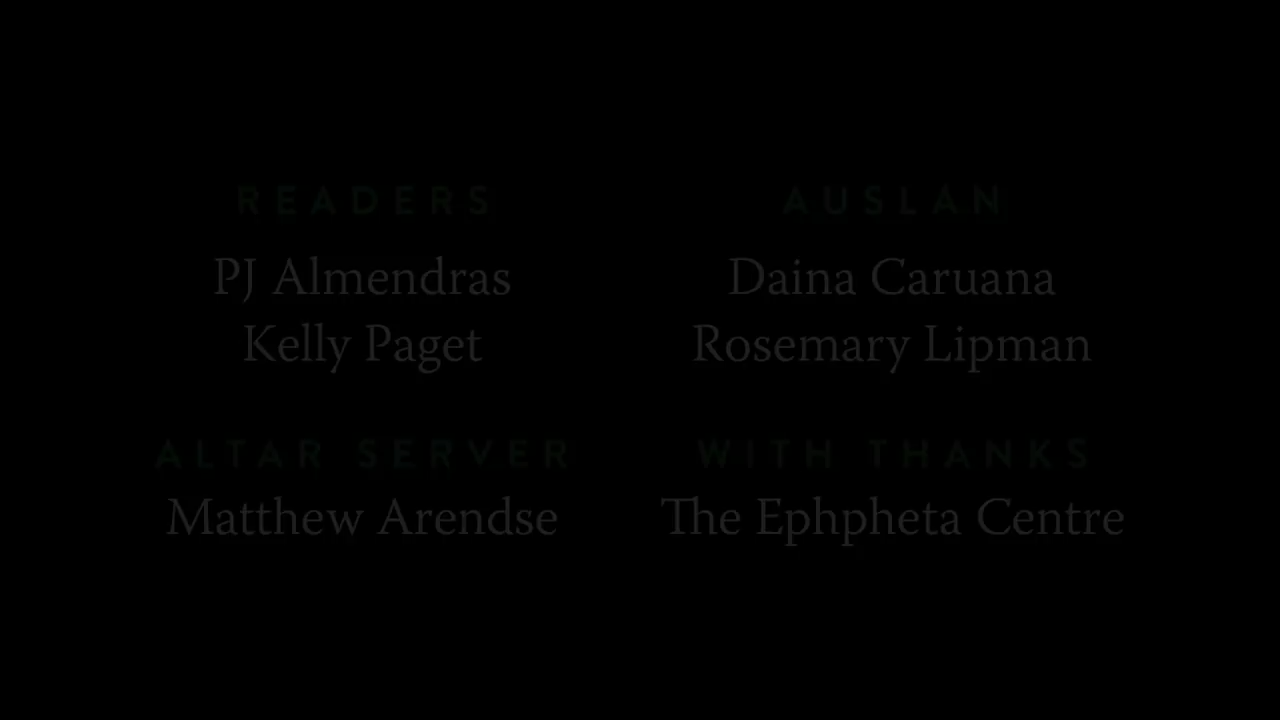 READERS
PJ Almendras
Kelly Paget
AUSLAN
Daina Caruana
Rosemary Lipman
ALTAR SERVER
Matthew Arendse
WITH THANKS
The Ephpheta Centre